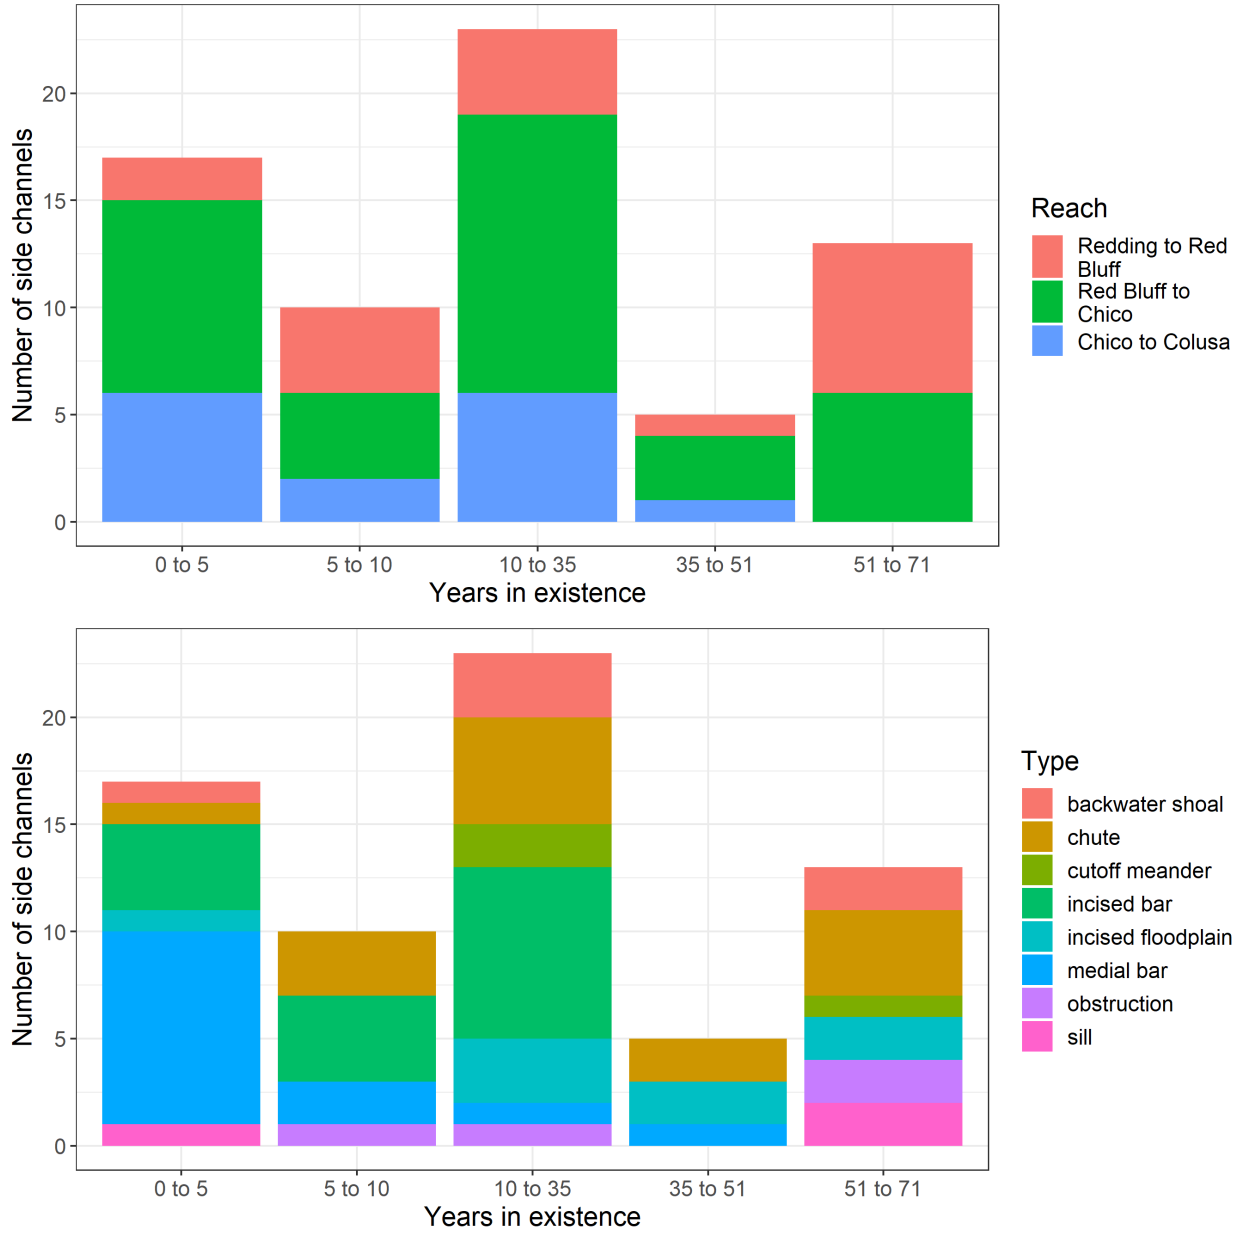 20
15
10
5
0
Number of side channels
0 to 5
5 to 10
10 to 35
35 to 51
51 to 71
Years in existence
Reach
Redding to Red
Bluff
Red Bluff to
Chico
Chico to Colusa
20
15
10
5
0
Number of side channels
0 to 5
5 to 10
10 to 35
35 to 51
51 to 71
Years in existence
Type
backwater shoal
chute
cutoff meander
incised bar
incised floodplain
medial bar
obstruction
sill